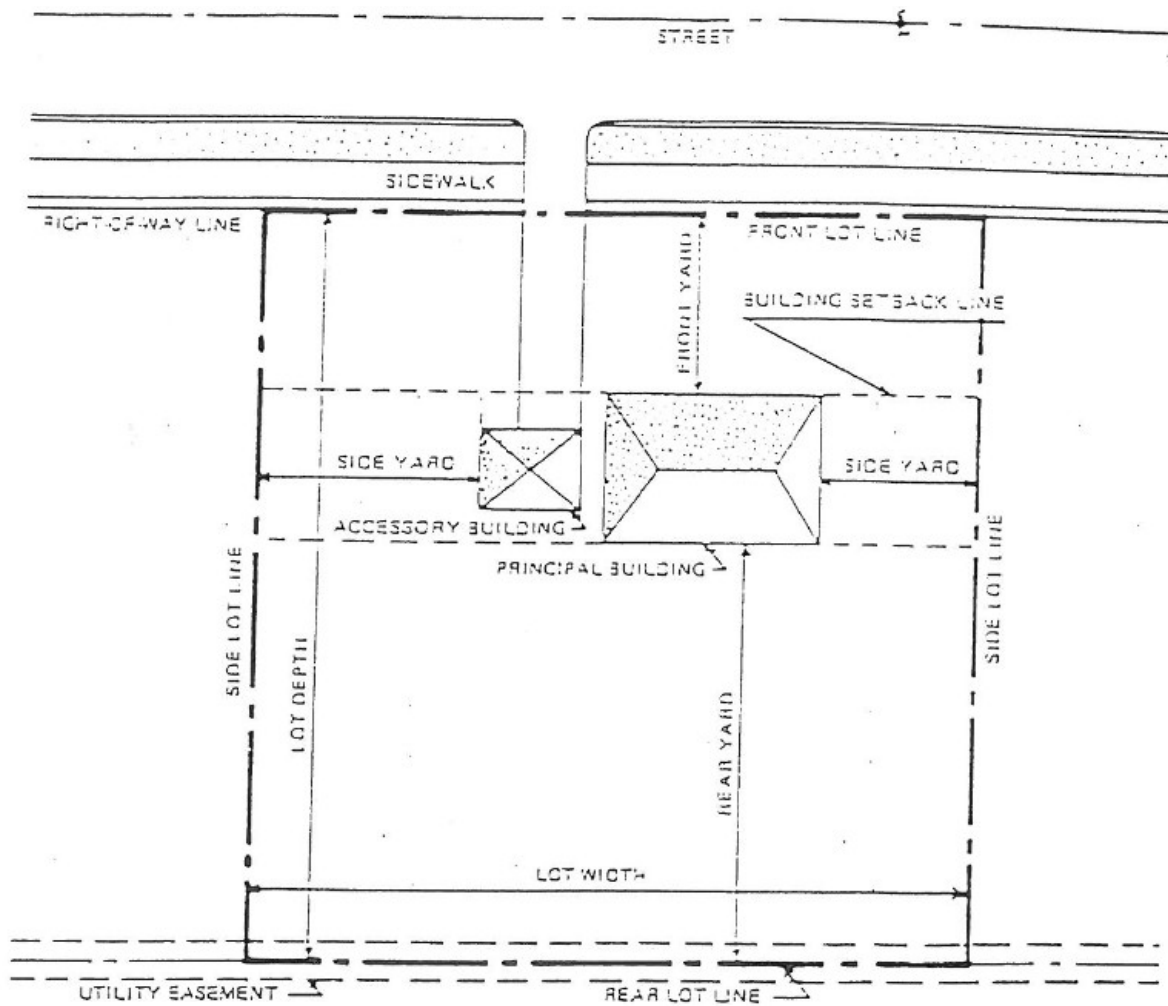 STREET
SIDEWALK
RIGHT-OF-WAY LINE
FRONT LOT LINE
FRONT YARD
BUILDING SETBACK LINE
SIDE YARD
SIDE YARD
ACCESSORY BUILDING
PRINCIPAL BUILDING
SIDE LOT LINE
LOT DEPTH
REAR YARD
SIDE LOT LINE
LOT WIDTH
UTILITY EASEMENT
REAR LOT LINE